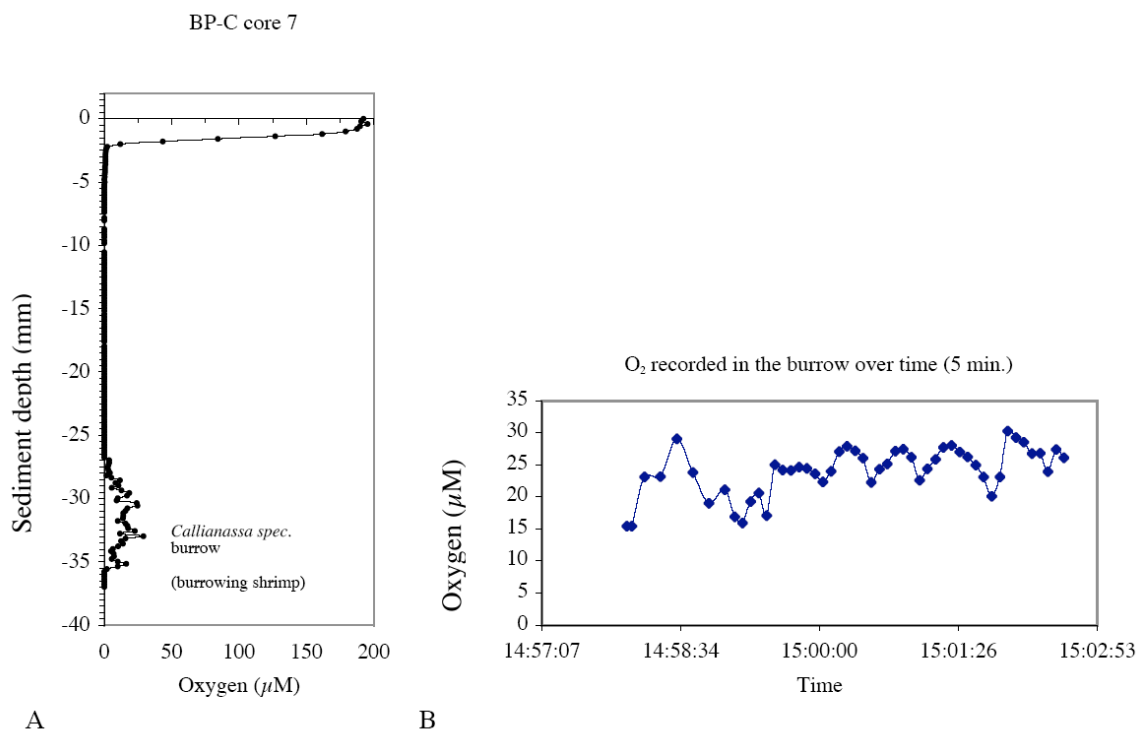 BP-C core 7
0
-5
-10
-15
-20
-25
-30
-35
-40
Sediment depth (mm)
Callianassa spec.
burrow
(burrowing shrimp)
0 50 100 150 200
Oxygen (µM)
A
O₂ recorded in the burrow over time (5 min.)
35
30
25
20
15
10
5
0
Oxygen (µM)
14:57:07 14:58:34 15:00:00 15:01:26 15:02:53
Time
B